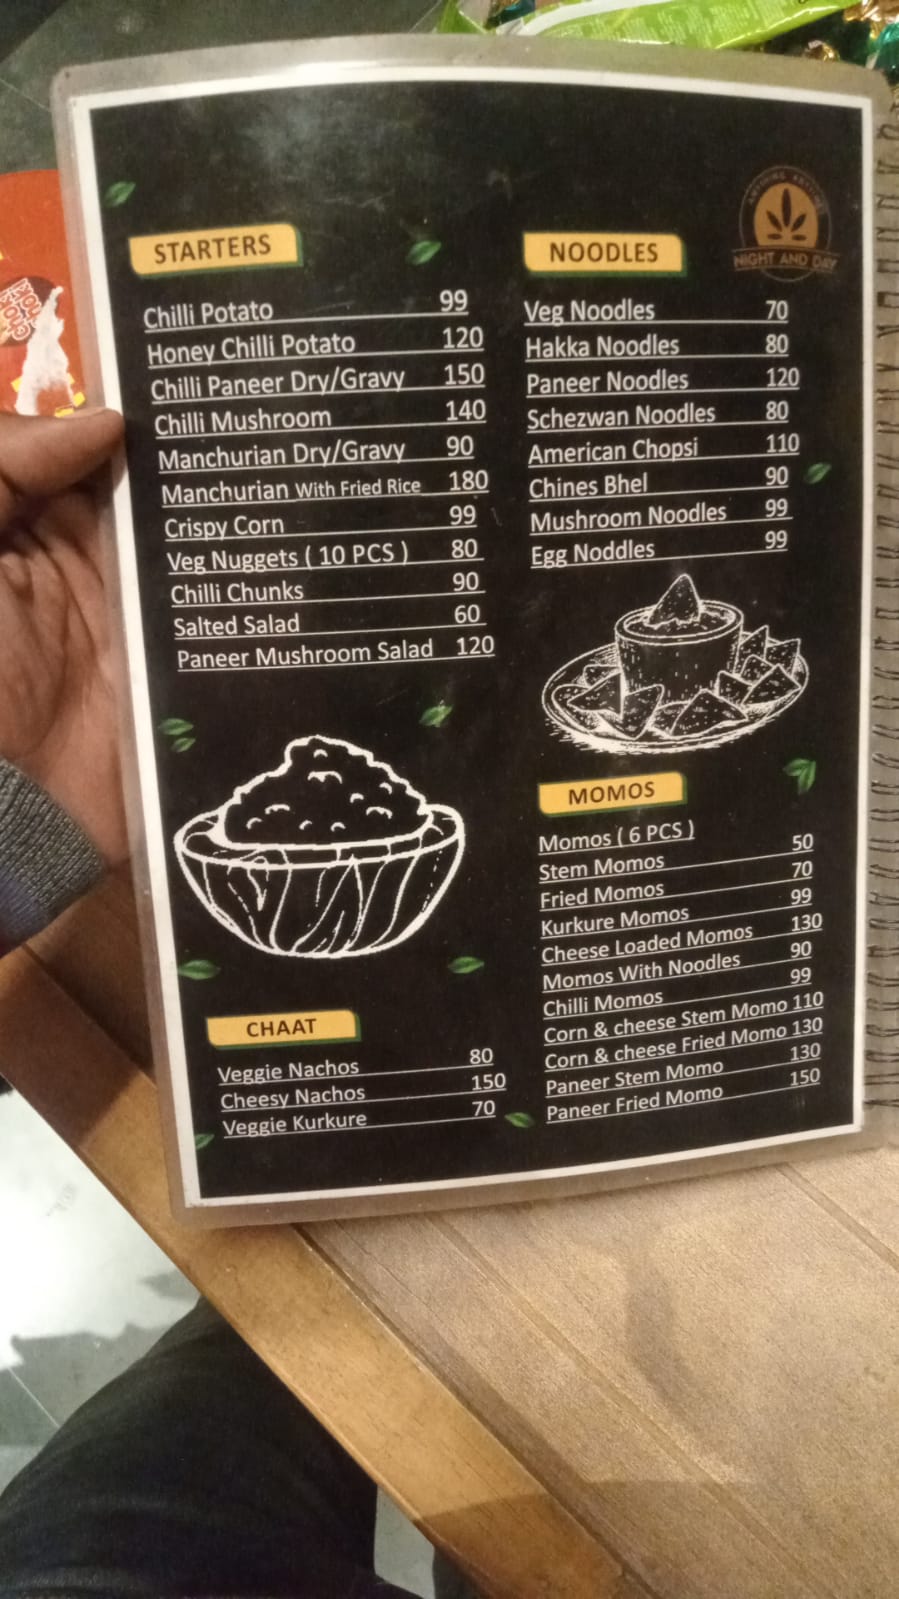 STARTERS
Chilli Potato 99
Honey Chilli Potato 120
Chilli Paneer Dry/Gravy 150
Chilli Mushroom 140
Manchurian Dry/Gravy 90
Manchurian With Fried Rice 180
Crispy Corn 99
Veg Nuggets ( 10 PCS ) 80
Chilli Chunks 90
Salted Salad 60
Paneer Mushroom Salad 120
CHAAT
Veggie Nachos 80
Cheesy Nachos 150
Veggie Kurkure 70
NIGHT AND DAY
NOODLES
Veg Noodles 70
Hakka Noodles 80
Paneer Noodles 120
Schezwan Noodles 80
American Chopsi 110
Chines Bhel 90
Mushroom Noodles 99
Egg Noddles 99
MOMOS
Momos ( 6 PCS )
Stem Momos 50
Fried Momos 70
Kurkure Momos 99
Cheese Loaded Momos 130
Momos With Noodles 90
Chilli Momos 99
Corn & cheese Stem Momo 110
Corn & cheese Fried Momo 130
Paneer Stem Momo 130
Paneer Fried Momo 150